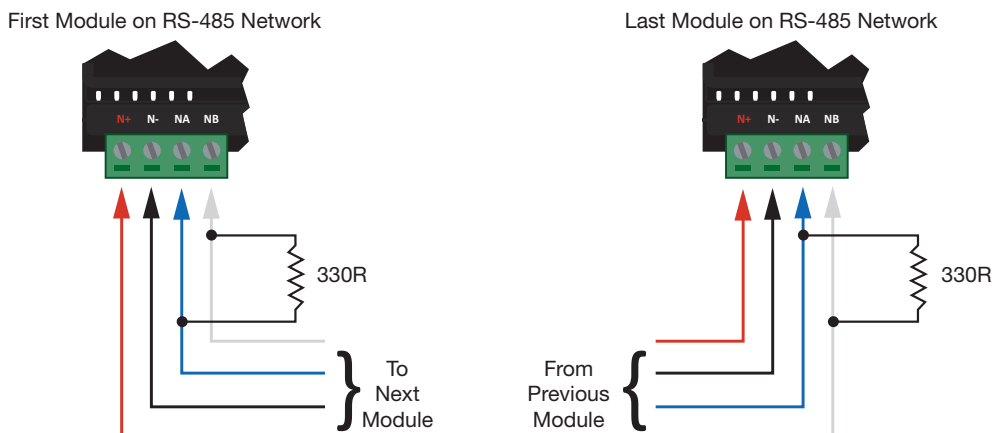 First Module on RS-485 Network
N+ N- NA NB
330R
To
Next
Module
Last Module on RS-485 Network
N+ N- NA NB
330R
From
Previous
Module